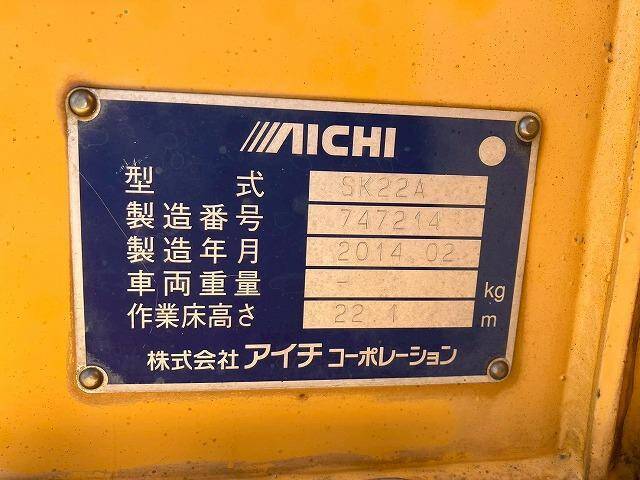 AICHI
型式 SK22A
製造番号 747214
製造年月 2014.02
車両重量 - kg
作業床高さ 22.1 m
株式会社アイチコーポレーション